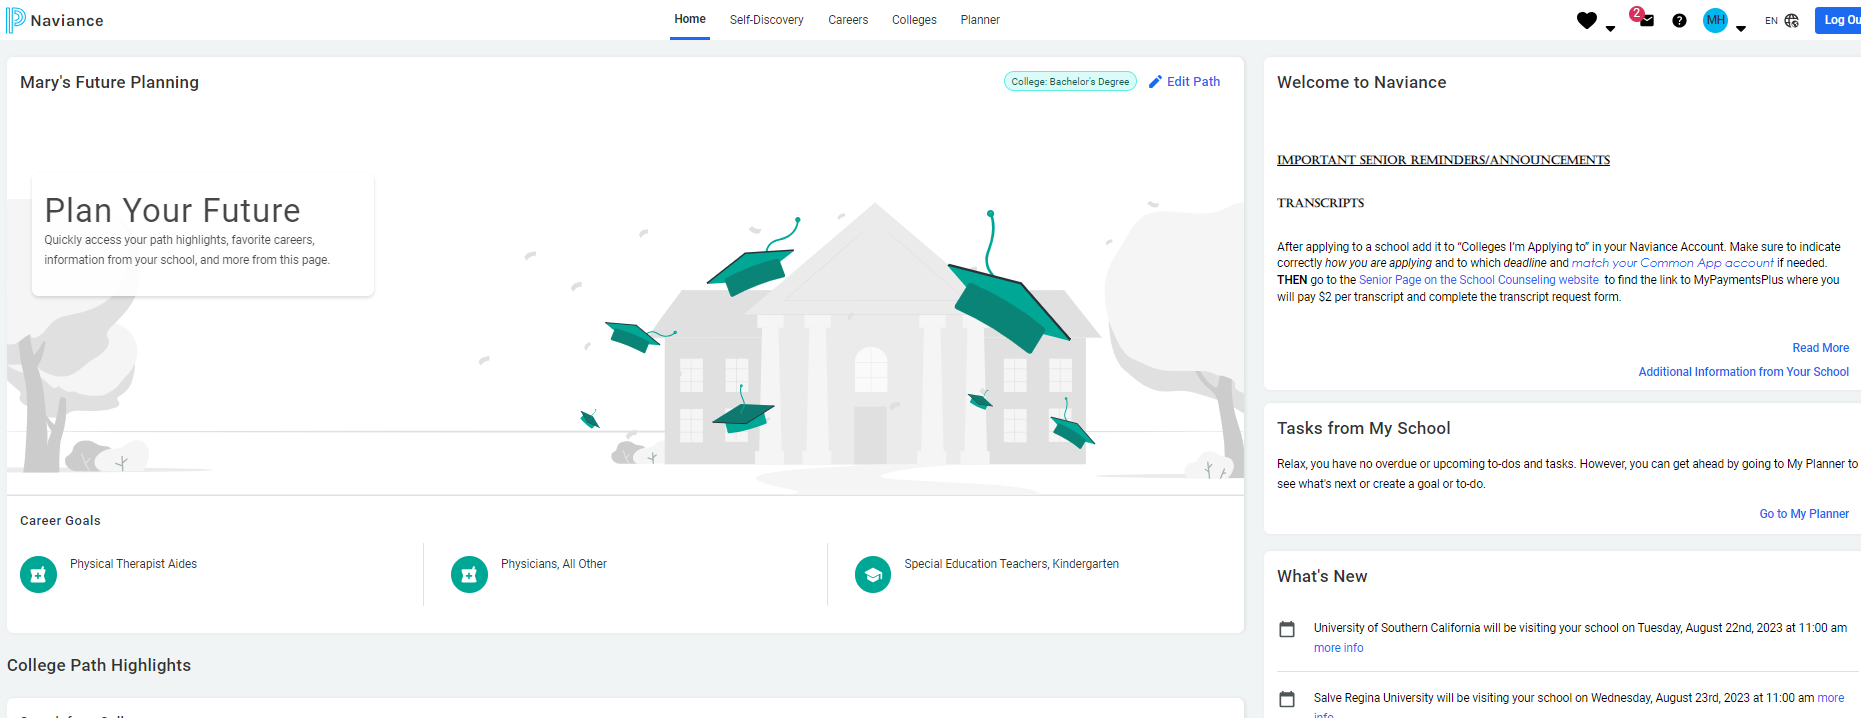 Naviance
Home Self-Discovery Careers Colleges Planner
2
MH
EN
Log Ou
Mary's Future Planning
College: Bachelor's Degree
Edit Path
Plan Your Future
Quickly access your path highlights, favorite careers,
information from your school, and more from this page.
Career Goals
Physical Therapist Aides
Physicians, All Other
Special Education Teachers, Kindergarten
College Path Highlights
Welcome to Naviance
IMPORTANT SENIOR REMINDERS/ANNOUNCEMENTS
TRANSCRIPTS
After applying to a school add it to “Colleges I’m Applying to” in your Naviance Account. Make sure to indicate
correctly how you are applying and to which deadline and match your Common App account if needed.
THEN go to the Senior Page on the School Counseling website to find the link to MyPaymentsPlus where you
will pay $2 per transcript and complete the transcript request form.
Read More
Additional Information from Your School
Tasks from My School
Relax, you have no overdue or upcoming to-dos and tasks. However, you can get ahead by going to My Planner to
see what's next or create a goal or to-do.
Go to My Planner
What's New
University of Southern California will be visiting your school on Tuesday, August 22nd, 2023 at 11:00 am
more info
Salve Regina University will be visiting your school on Wednesday, August 23rd, 2023 at 11:00 am more
info